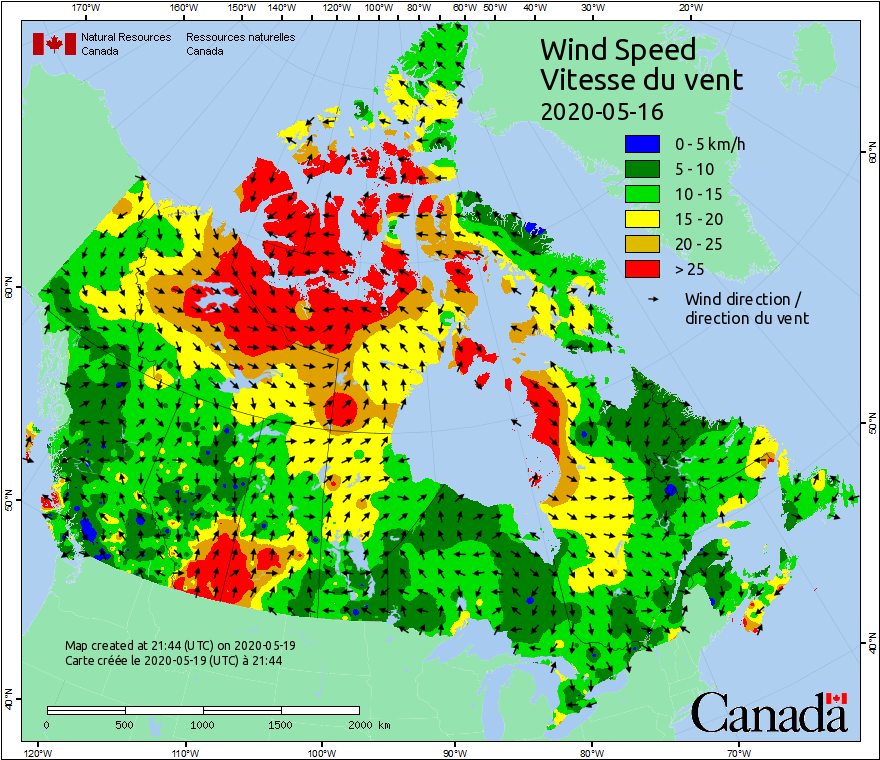 170°W 160°W 150°W 140°W 130°W 120°W 110°W 100°W 90°W 80°W 70°W 60°W 50°W 40°W 30°W 20°W
Natural Resources Canada
Ressources naturelles Canada
Wind Speed
Vitesse du vent
2020-05-16
0 - 5 km/h
5 - 10
10 - 15
15 - 20
20 - 25
> 25
Wind direction /
direction du vent
60°N
60°N
50°N
50°N
40°N
40°N
Map created at 21:44 (UTC) on 2020-05-19
Carte créée le 2020-05-19 (UTC) à 21:44
0 500 1000 1500 2000 km
Canada
120°W 110°W 100°W 90°W 80°W 70°W